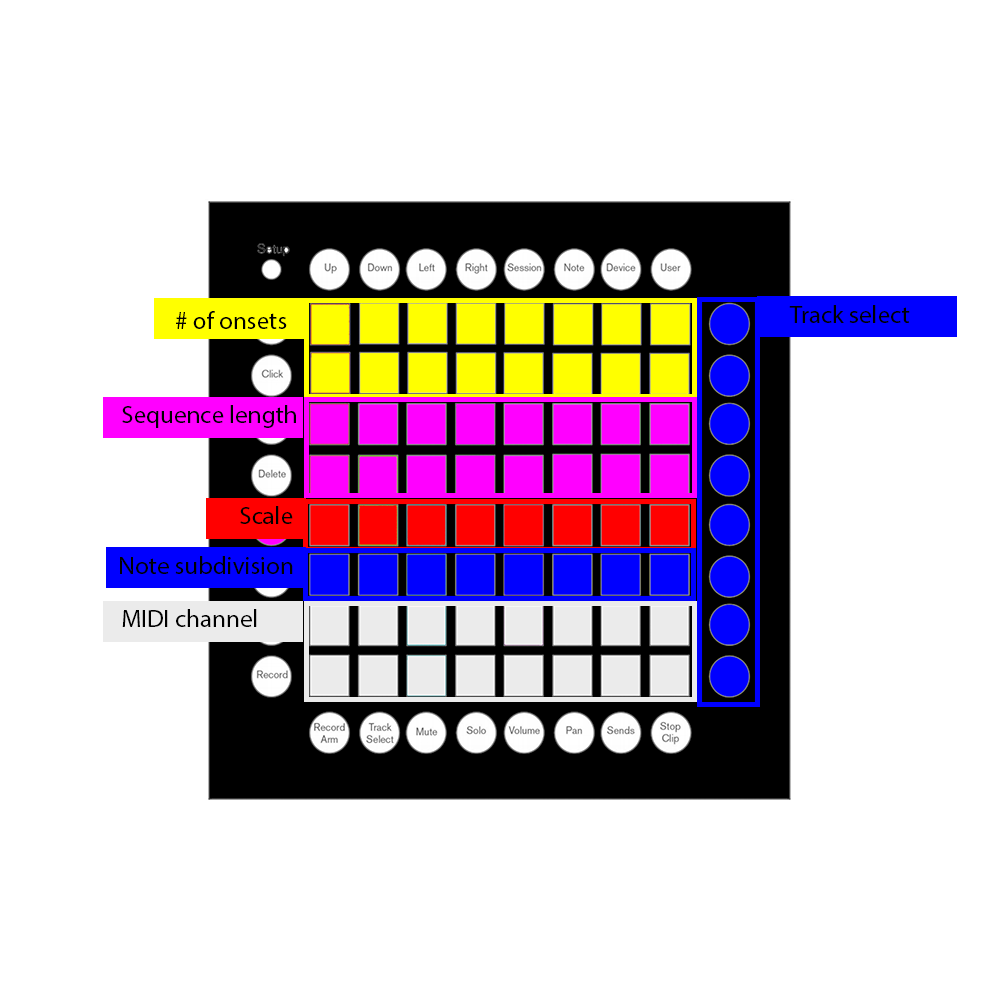 Setup
Up Down Left Right Session Note Device User
# of onsets
Track select
Click
Sequence length
Delete
Scale
Note subdivision
MIDI channel
Record
Record Arm
Track Select
Mute
Solo
Volume
Pan
Sends
Stop Clip